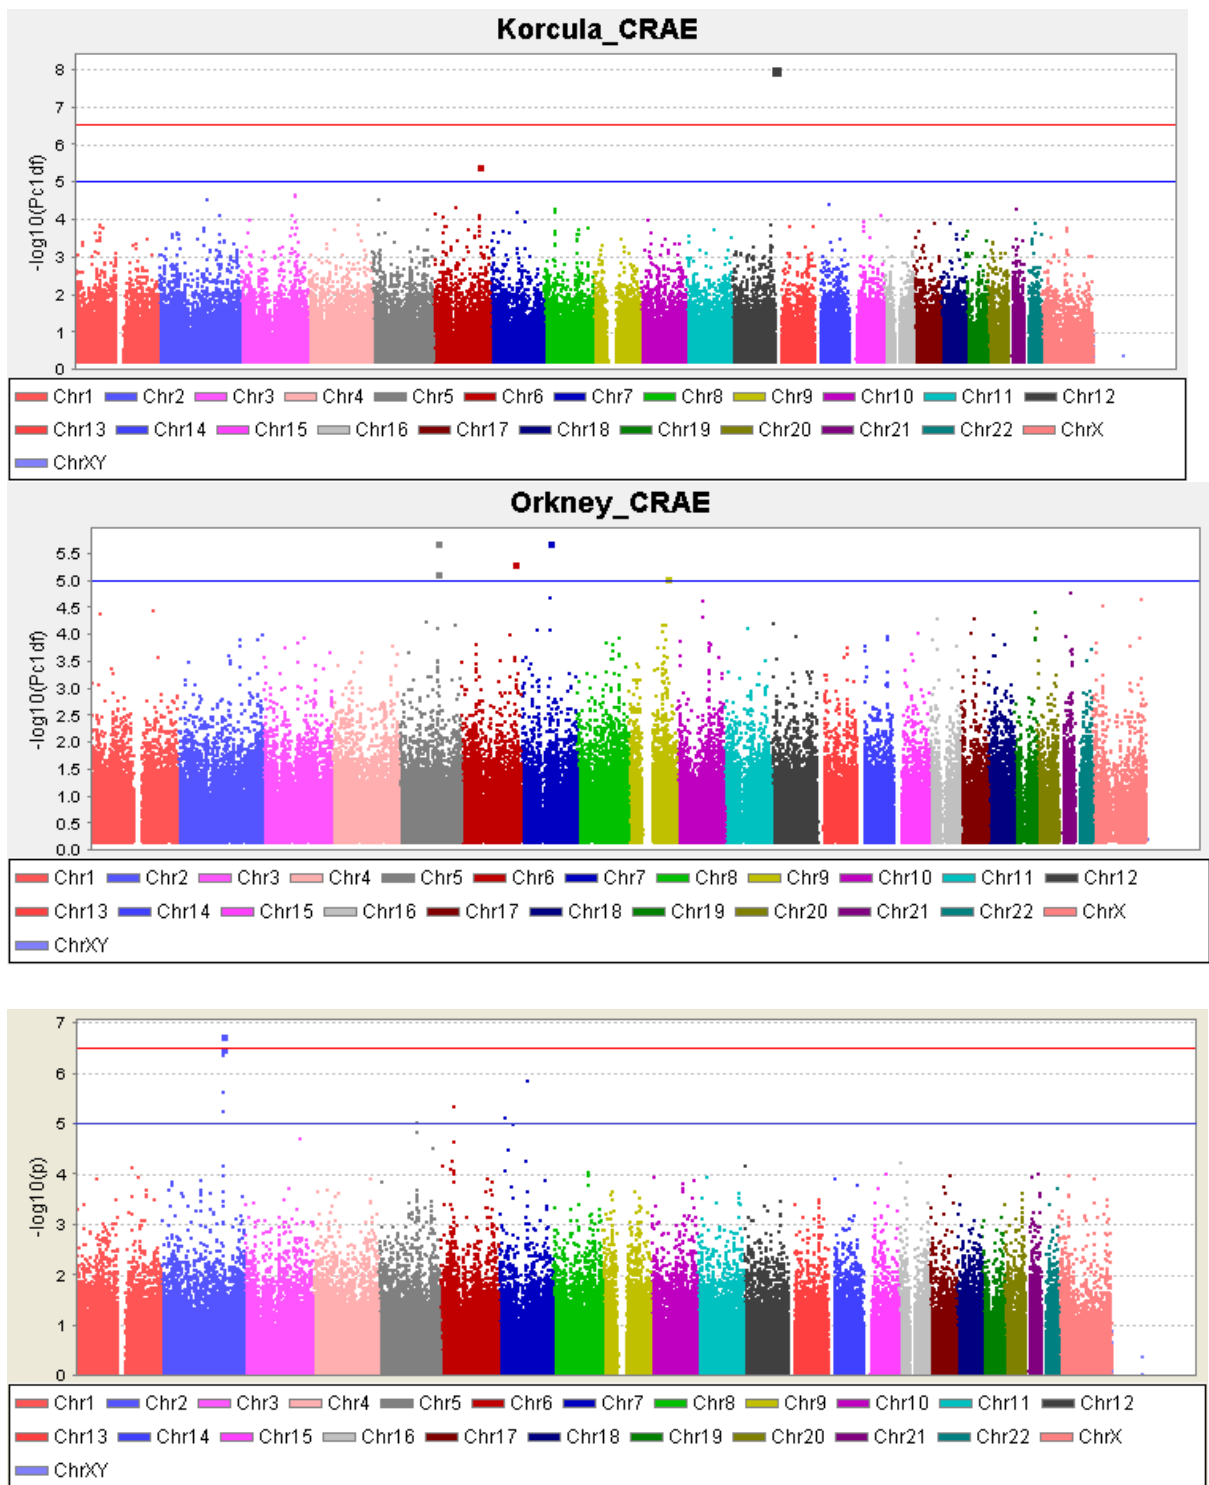 Korcula_CRAE
8
7
6
5
4
3
2
1
0
-log10(Pc1df)
Chr1 Chr2 Chr3 Chr4 Chr5 Chr6 Chr7 Chr8 Chr9 Chr10 Chr11 Chr12
Chr13 Chr14 Chr15 Chr16 Chr17 Chr18 Chr19 Chr20 Chr21 Chr22 ChrX
ChrXY
Orkney_CRAE
5.5
5.0
4.5
4.0
3.5
3.0
2.5
2.0
1.5
1.0
0.5
0.0
-log10(Pc1df)
Chr1 Chr2 Chr3 Chr4 Chr5 Chr6 Chr7 Chr8 Chr9 Chr10 Chr11 Chr12
Chr13 Chr14 Chr15 Chr16 Chr17 Chr18 Chr19 Chr20 Chr21 Chr22 ChrX
ChrXY
7
6
5
4
3
2
1
0
-log10(p)
Chr1 Chr2 Chr3 Chr4 Chr5 Chr6 Chr7 Chr8 Chr9 Chr10 Chr11 Chr12
Chr13 Chr14 Chr15 Chr16 Chr17 Chr18 Chr19 Chr20 Chr21 Chr22 ChrX
ChrXY